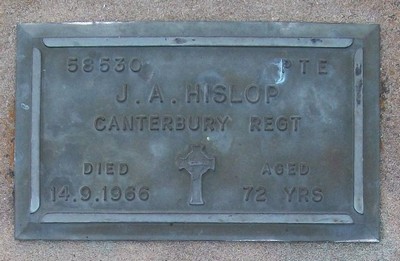 58530 PTE
J. A. HISLOP
CANTERBURY REGT
DIED AGED
14.9.1966 72 YRS